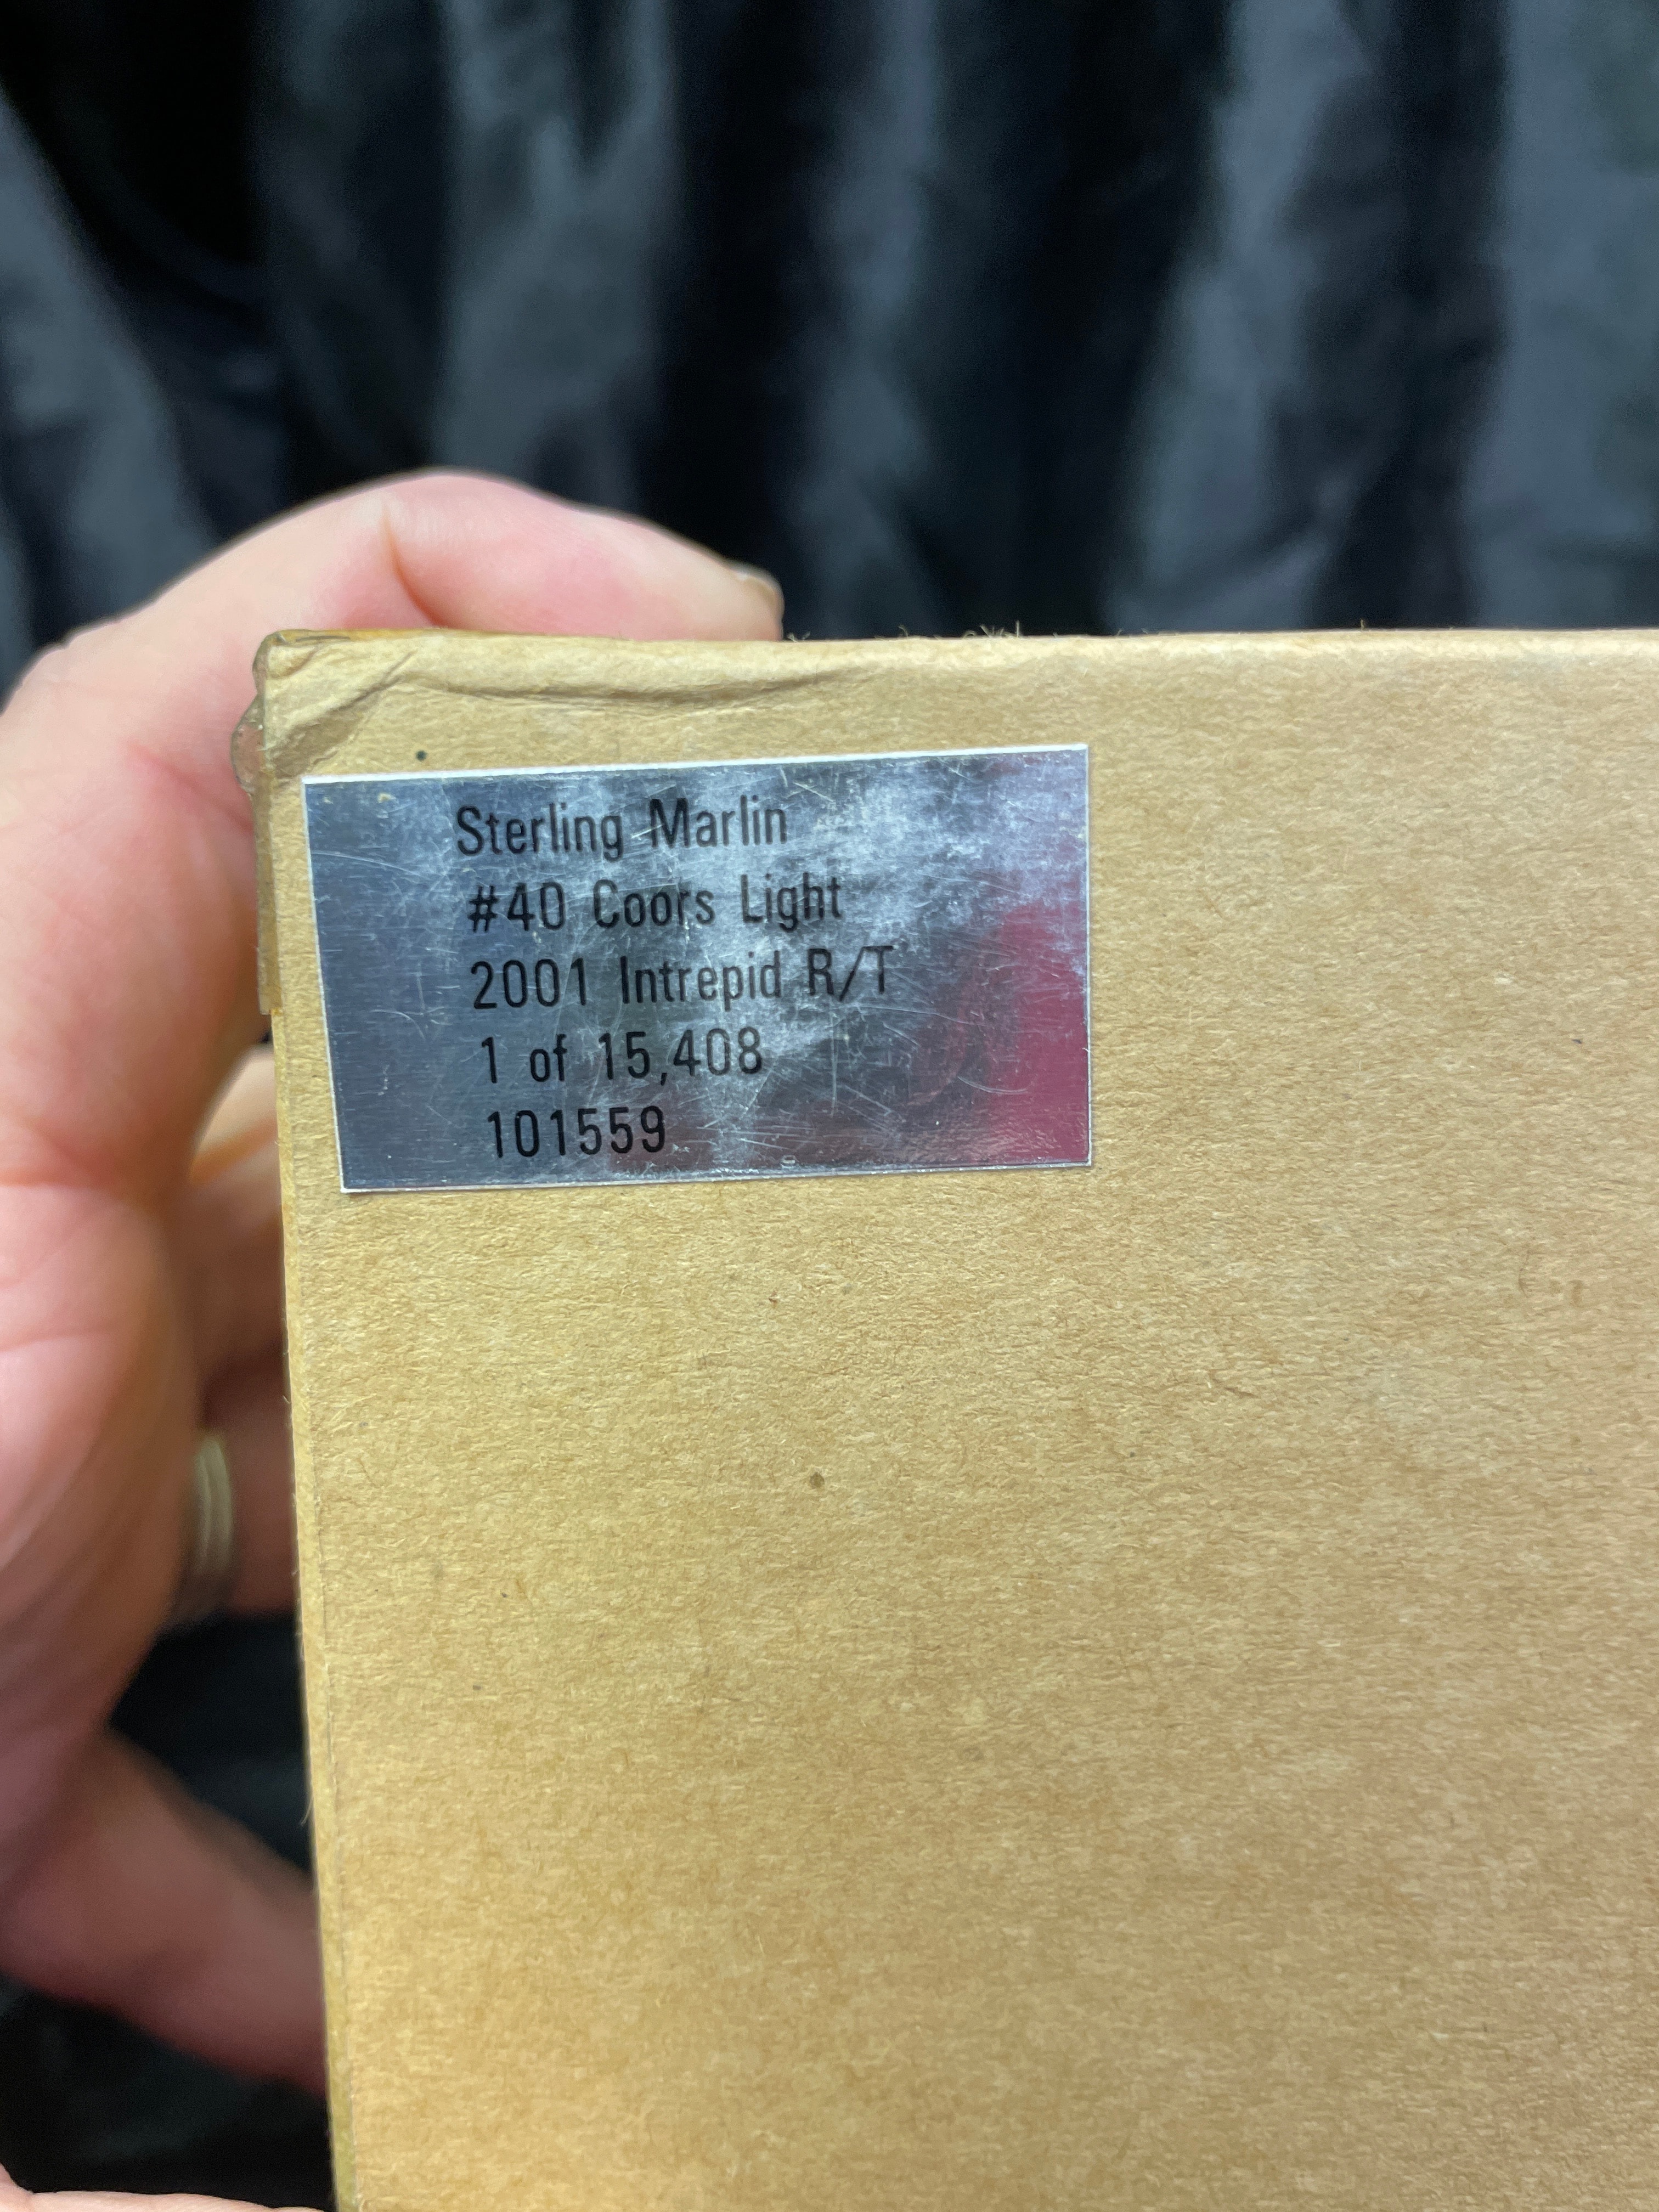 Sterling Marlin
#40 Coors Light
2001 Intrepid R/T
1 of 15,408
101559